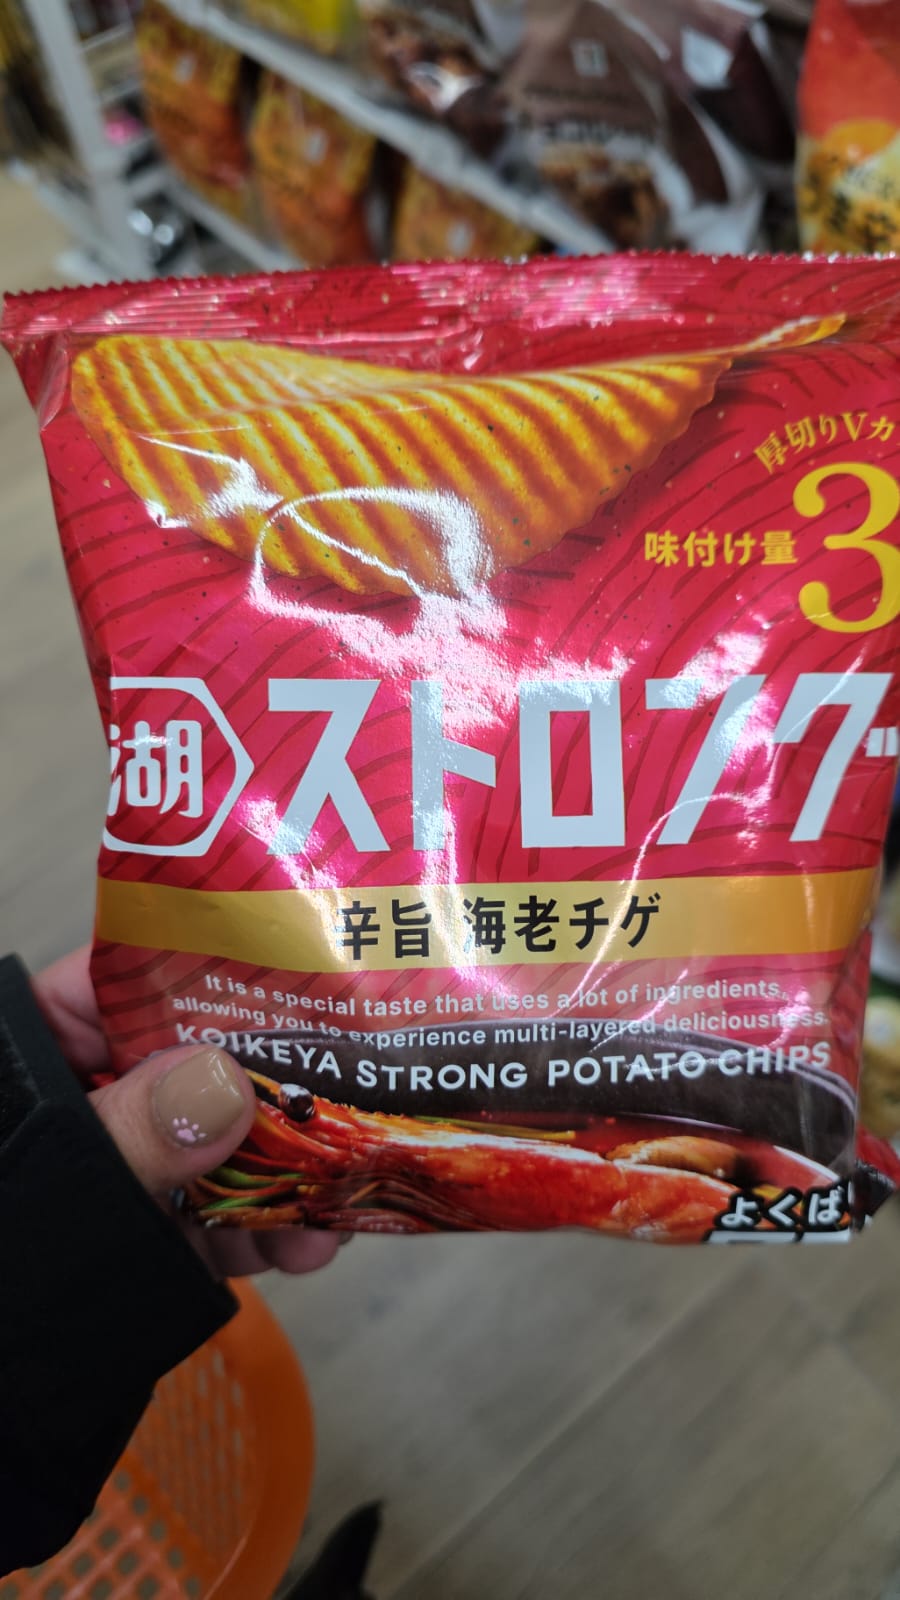 厚切りVカ
味付け量 3
湖 ストロング
辛旨 海老チゲ
It is a special taste that uses a lot of ingredients,
allowing you to experience multi-layered deliciousness.
KOIKEYA STRONG POTATO CHIPS
よくば